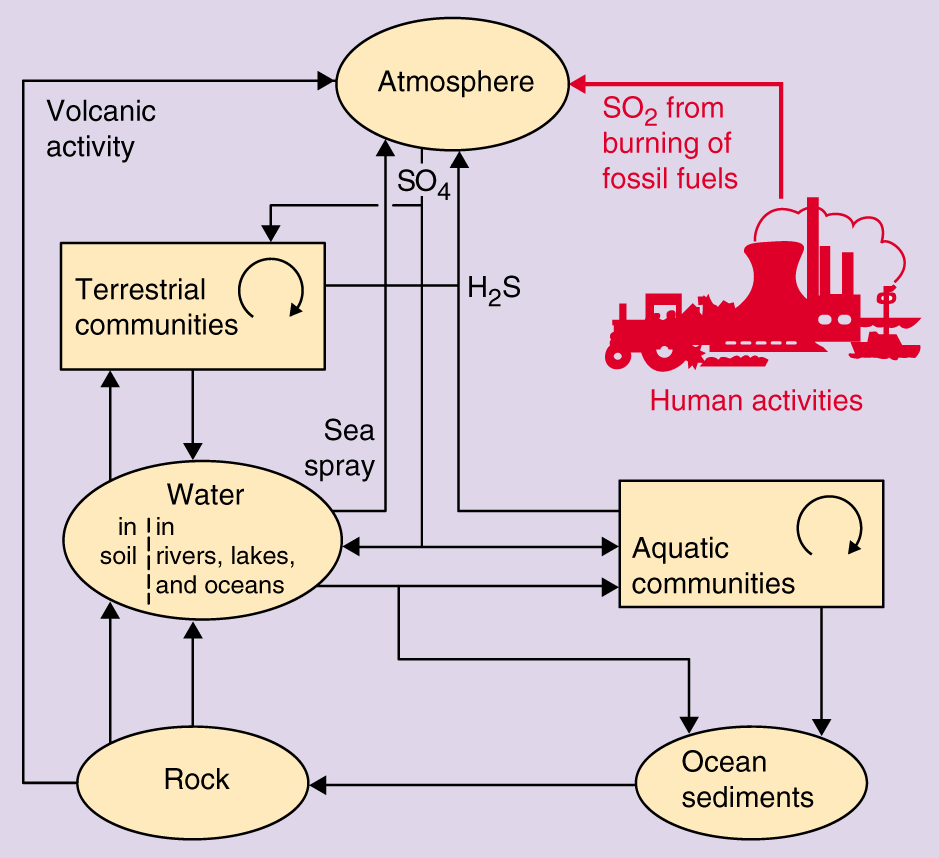 Atmosphere
Volcanic
activity
SO2 from
burning of
fossil fuels
SO4
Terrestrial
communities
H2S
Human activities
Sea
spray
Water
in in
soil rivers, lakes,
and oceans
Aquatic
communities
Rock
Ocean
sediments